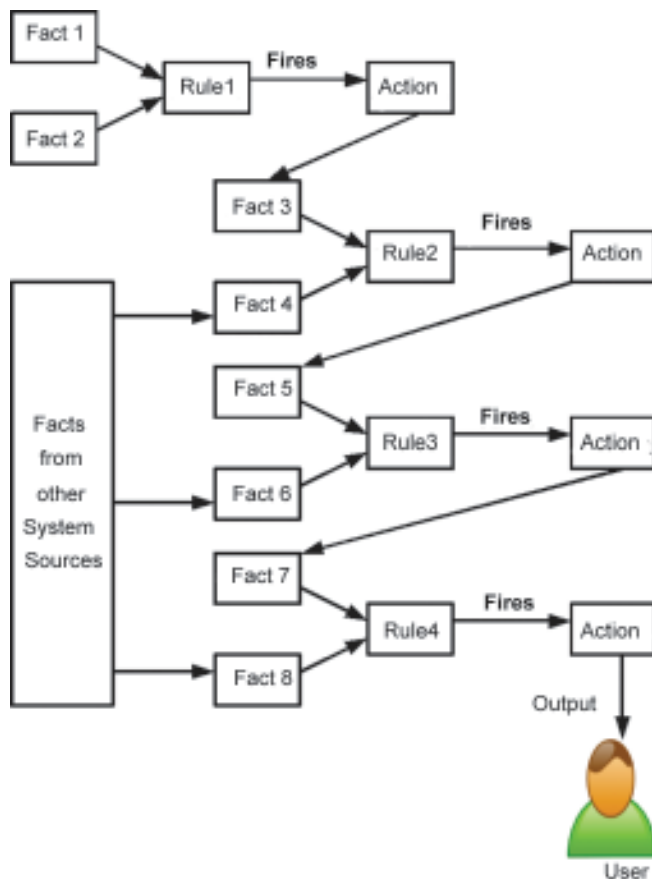 Fact 1
Fires
Rule1
Action
Fact 2
Fact 3
Fires
Rule2
Action
Fact 4
Fact 5
Fires
Facts
from
other
System
Sources
Rule3
Action
Fact 6
Fact 7
Fires
Rule4
Action
Fact 8
Output
User